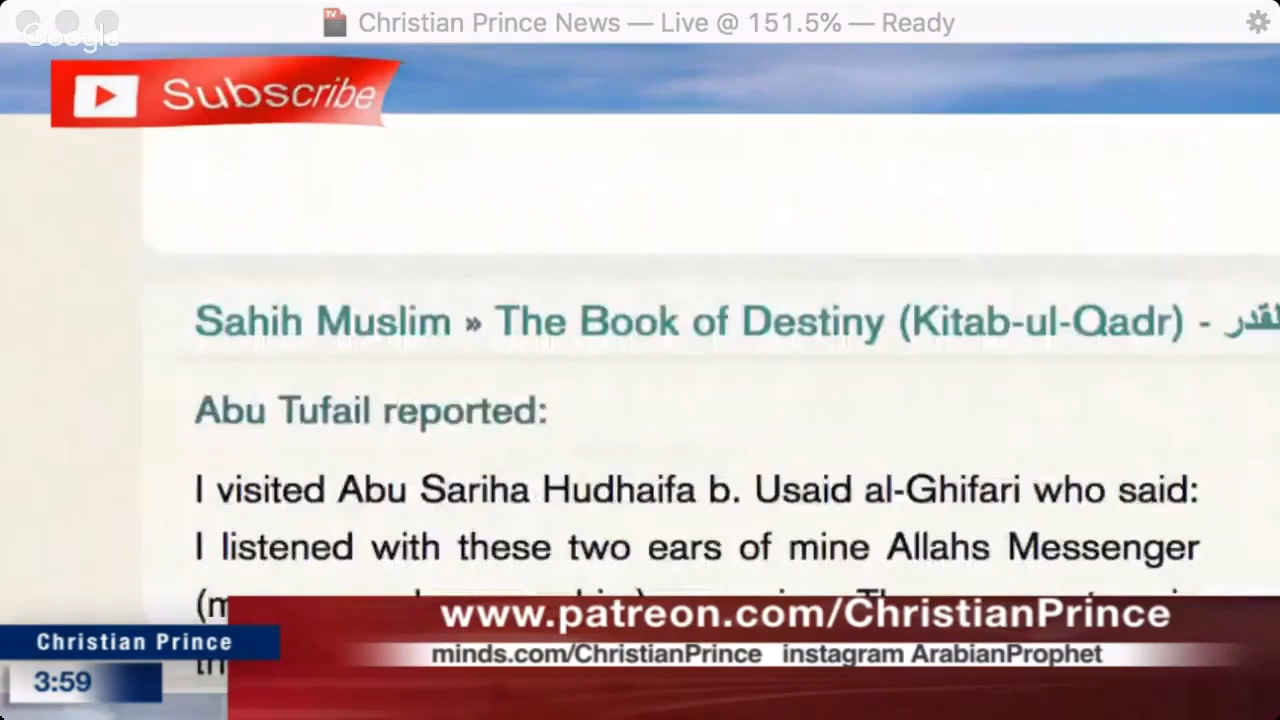 Christian Prince News — Live @ 151.5% — Ready
Google
Subscribe
Sahih Muslim » The Book of Destiny (Kitab-ul-Qadr) -
Abu Tufail reported:
I visited Abu Sariha Hudhaifa b. Usaid al-Ghifari who said:
I listened with these two ears of mine Allahs Messenger
www.patreon.com/ChristianPrince
Christian Prince
minds.com/ChristianPrince instagram ArabianProphet
3:59